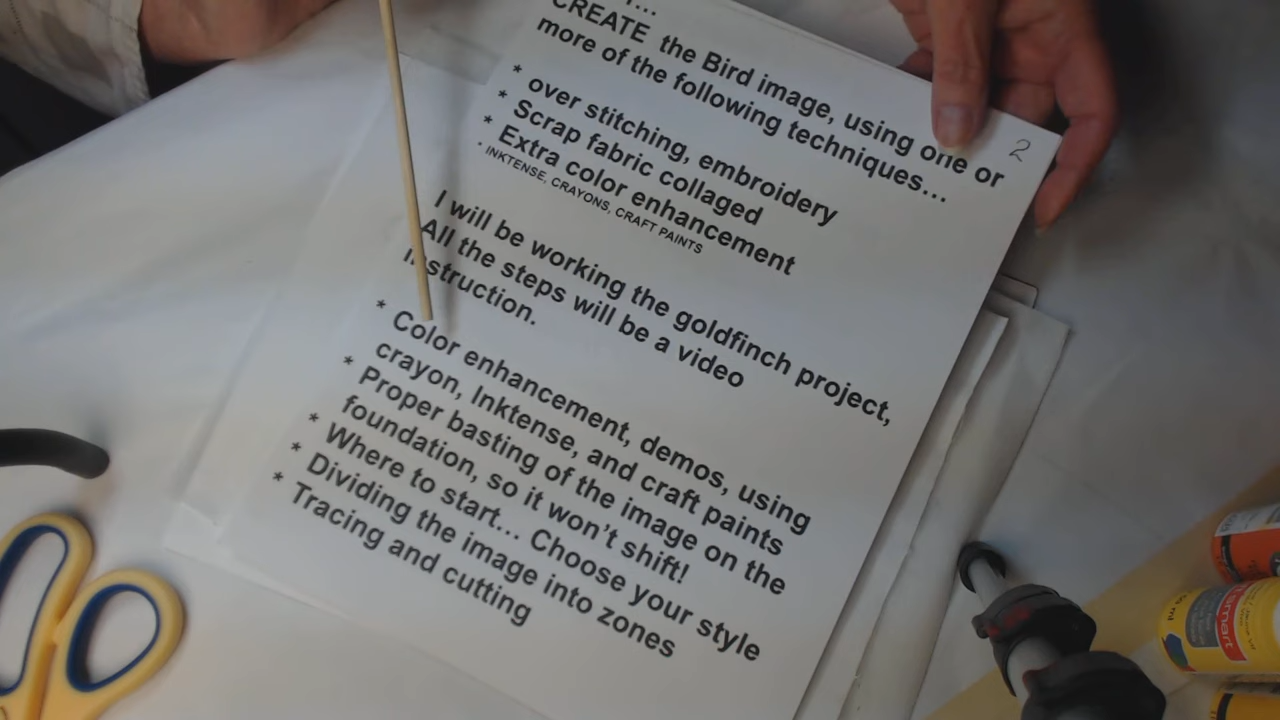 CREATE the Bird image, using one or
more of the following techniques...
* over stitching, embroidery
* Scrap fabric collaged
* Extra color enhancement
* INKTENSE, CRAYONS, CRAFT PAINTS
I will be working the goldfinch project,
All the steps will be a video
instruction.
* Color enhancement, demos, using
crayon, Inktense, and craft paints
* Proper basting of the image on the
foundation, so it won't shift!
* Where to start... Choose your style
* Dividing the image into zones
* Tracing and cutting
2